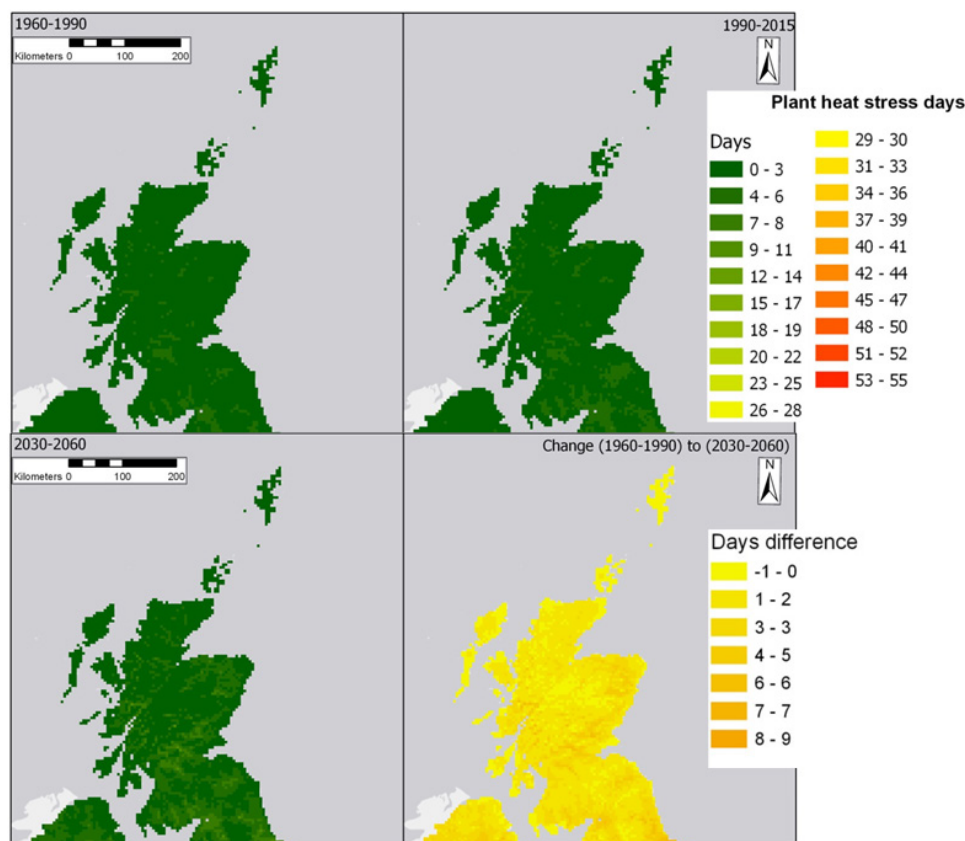 1960-1990
Kilometers 0 100 200
1990-2015
N
Plant heat stress days
Days
0 - 3
4 - 6
7 - 8
9 - 11
12 - 14
15 - 17
18 - 19
20 - 22
23 - 25
26 - 28
29 - 30
31 - 33
34 - 36
37 - 39
40 - 41
42 - 44
45 - 47
48 - 50
51 - 52
53 - 55
2030-2060
Kilometers 0 100 200
Change (1960-1990) to (2030-2060)
N
Days difference
-1 - 0
1 - 2
3 - 3
4 - 5
6 - 6
7 - 7
8 - 9